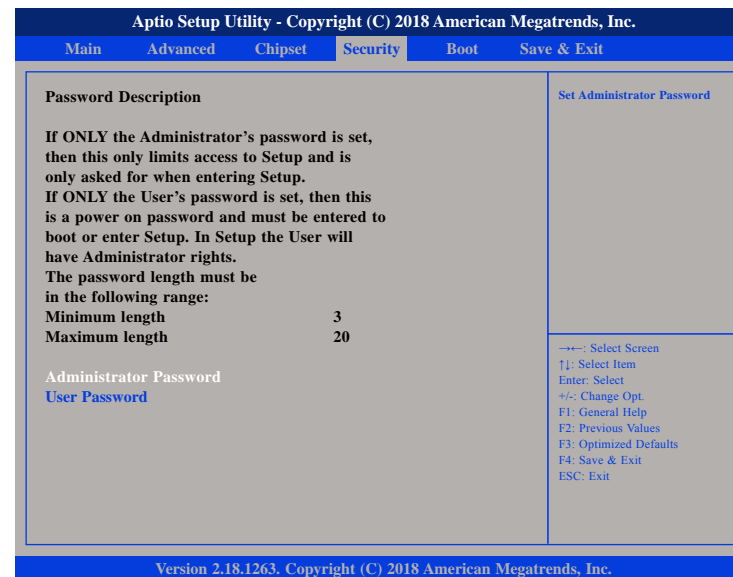 Aptio Setup Utility - Copyright (C) 2018 American Megatrends, Inc.
Main Advanced Chipset Security Boot Save & Exit
Password Description
If ONLY the Administrator's password is set,
then this only limits access to Setup and is
only asked for when entering Setup.
If ONLY the User's password is set, then this
is a power on password and must be entered to
boot or enter Setup. In Setup the User will
have Administrator rights.
The password length must be
in the following range:
Minimum length 3
Maximum length 20
Administrator Password
User Password
Set Administrator Password
→←: Select Screen
↑↓: Select Item
Enter: Select
+/-: Change Opt.
F1: General Help
F2: Previous Values
F3: Optimized Defaults
F4: Save & Exit
ESC: Exit
Version 2.18.1263. Copyright (C) 2018 American Megatrends, Inc.